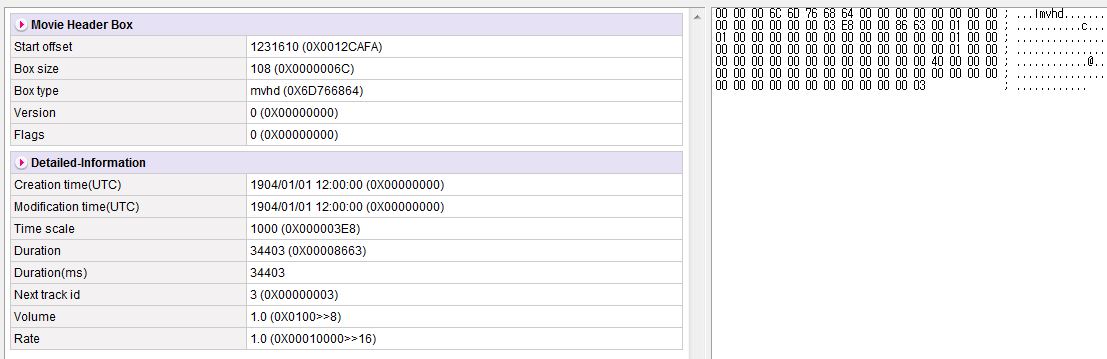 Movie Header Box
Start offset 1231610 (0X0012CAFA)
Box size 108 (0X0000006C)
Box type mvhd (0X6D766864)
Version 0 (0X00000000)
Flags 0 (0X00000000)
Detailed-Information
Creation time(UTC) 1904/01/01 12:00:00 (0X00000000)
Modification time(UTC) 1904/01/01 12:00:00 (0X00000000)
Time scale 1000 (0X000003E8)
Duration 34403 (0X00008663)
Duration(ms) 34403
Next track id 3 (0X00000003)
Volume 1.0 (0X0100>>8)
Rate 1.0 (0X00010000>>16)
00 00 00 6C 6D 76 68 64 00 00 00 00 00 00 00 00 ; ...lmvhd.......
00 00 00 00 00 00 03 E8 00 00 86 63 00 01 00 00 ; ...........c...
01 00 00 00 00 00 00 00 00 00 00 00 00 01 00 00 ; ...............
00 00 00 00 00 00 00 00 00 00 00 00 00 01 00 00 ; ...............
00 00 00 00 00 00 00 00 00 00 00 00 40 00 00 00 ; ............@..
00 00 00 00 00 00 00 00 00 00 00 00 00 00 00 00 ; ...............
00 00 00 00 00 00 00 00 00 00 00 03 ; ............